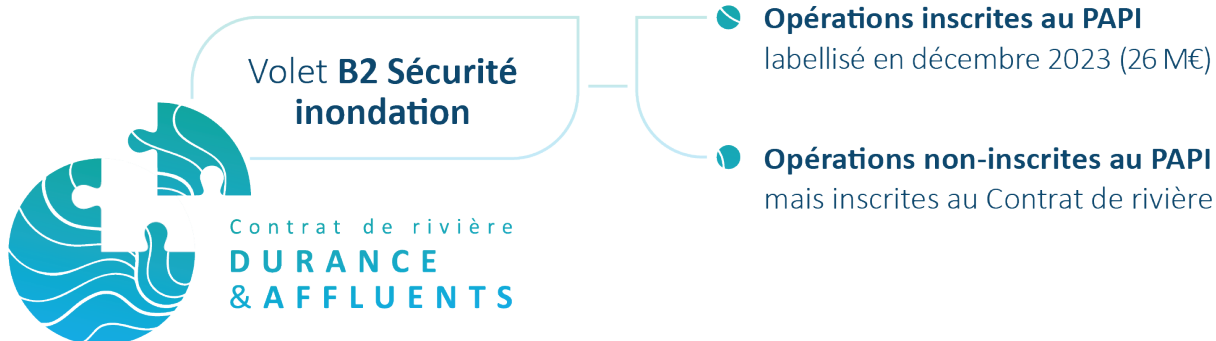 Volet B2 Sécurité
inondation
Opérations inscrites au PAPI
labellisé en décembre 2023 (26 M€)
Opérations non-inscrites au PAPI
mais inscrites au Contrat de rivière
Contrat de rivière
DURANCE
& AFFLUENTS